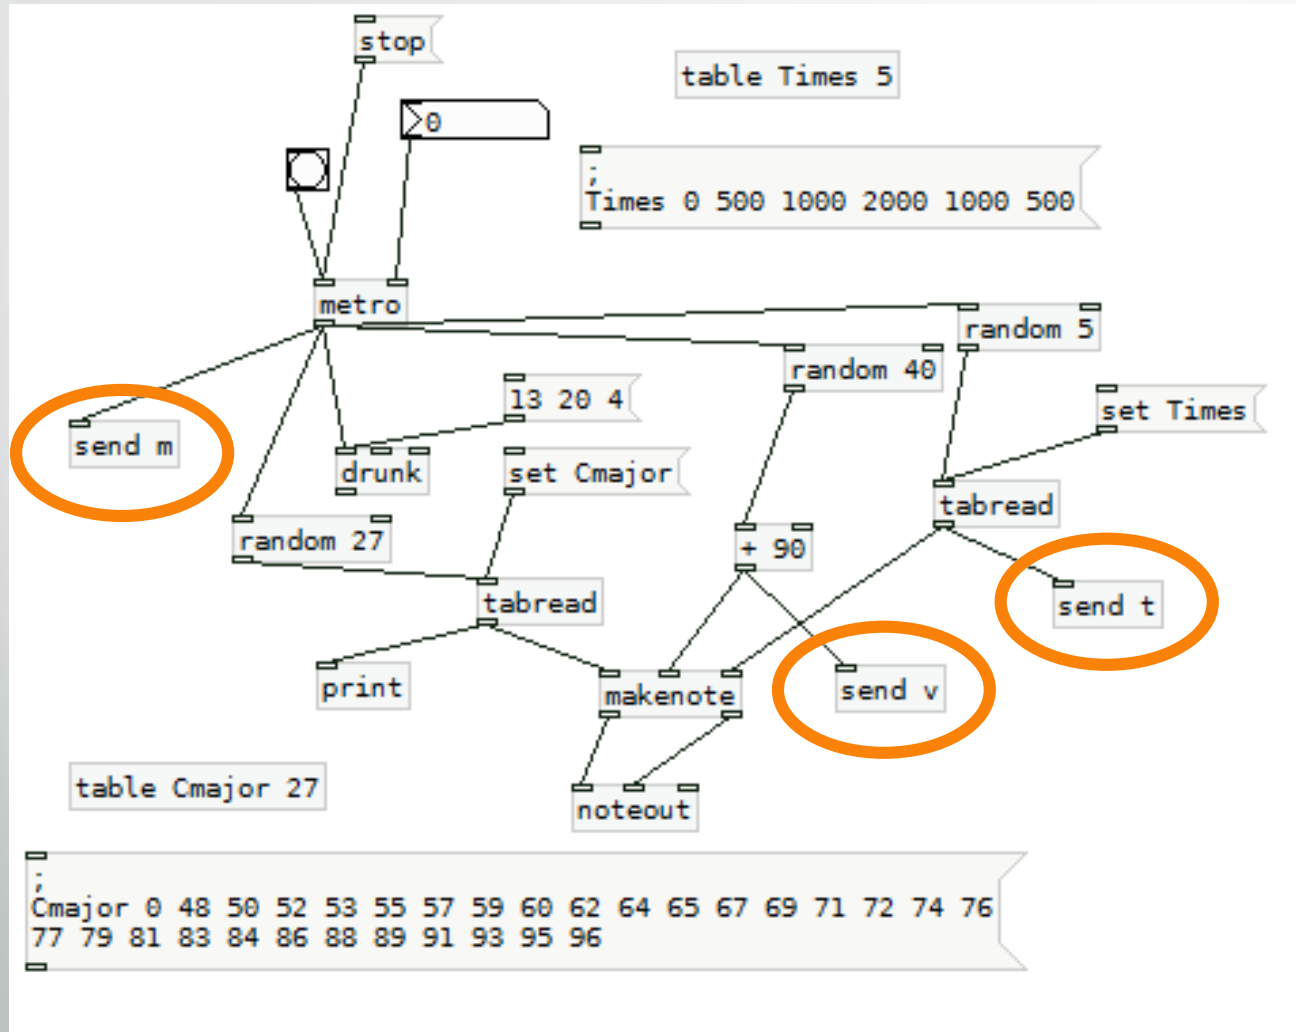 stop
table Times 5
0
;
Times 0 500 1000 2000 1000 500
metro
random 5
random 40
13 20 4
set Times
send m
drunk
set Cmajor
tabread
random 27
+ 90
tabread
send t
print
makenote
send v
table Cmajor 27
noteout
;
Cmajor 0 48 50 52 53 55 57 59 60 62 64 65 67 69 71 72 74 76
77 79 81 83 84 86 88 89 91 93 95 96